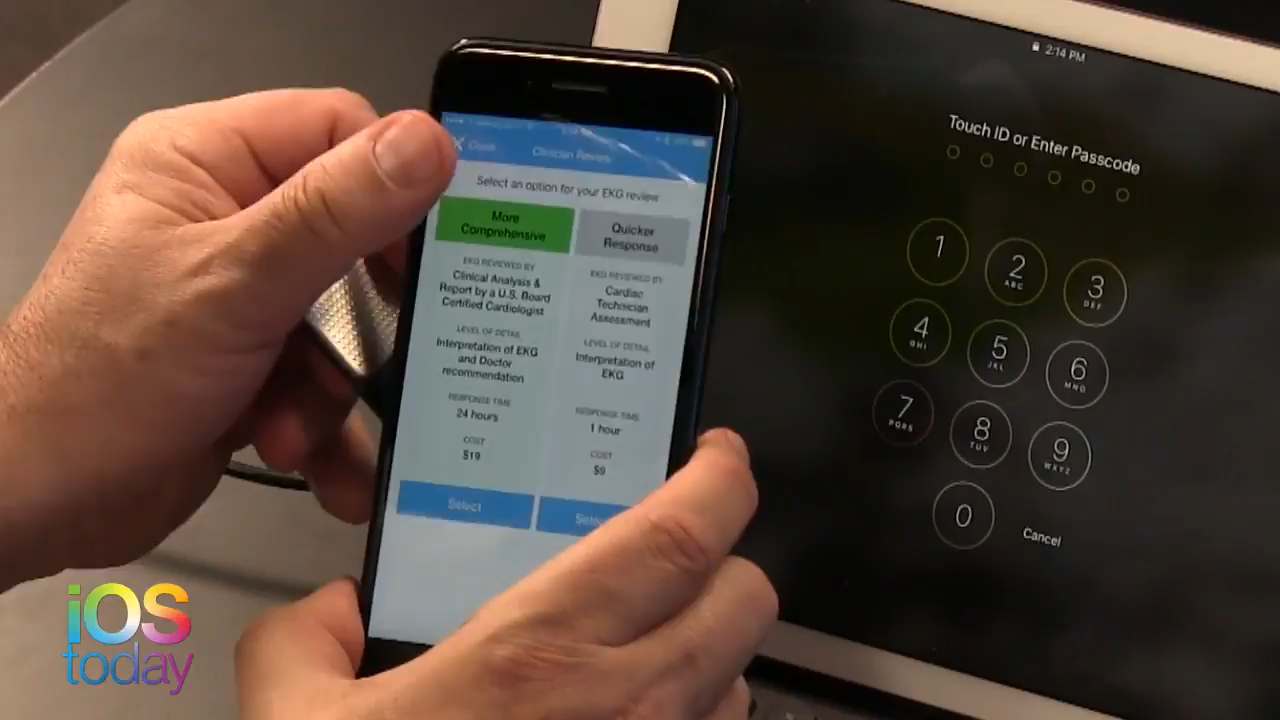 Close
Clinician Review
Select an option for your EKG review
More
Comprehensive
EKG REVIEWED BY
Clinical Analysis &
Report by a U.S. Board
Certified Cardiologist
LEVEL OF DETAIL
Interpretation of EKG
and Doctor
recommendation
RESPONSE TIME
24 hours
COST
$19
Select
Quicker
Response
EKG REVIEWED BY
Cardiac
Technician
Assessment
LEVEL OF DETAIL
Interpretation of
EKG
RESPONSE TIME
1 hour
COST
$9
2:14 PM
Touch ID or Enter Passcode
1
2
ABC
3
DEF
4
GHI
5
JKL
6
MNO
7
PQRS
8
TUV
9
WXYZ
0
Cancel
iOS
today